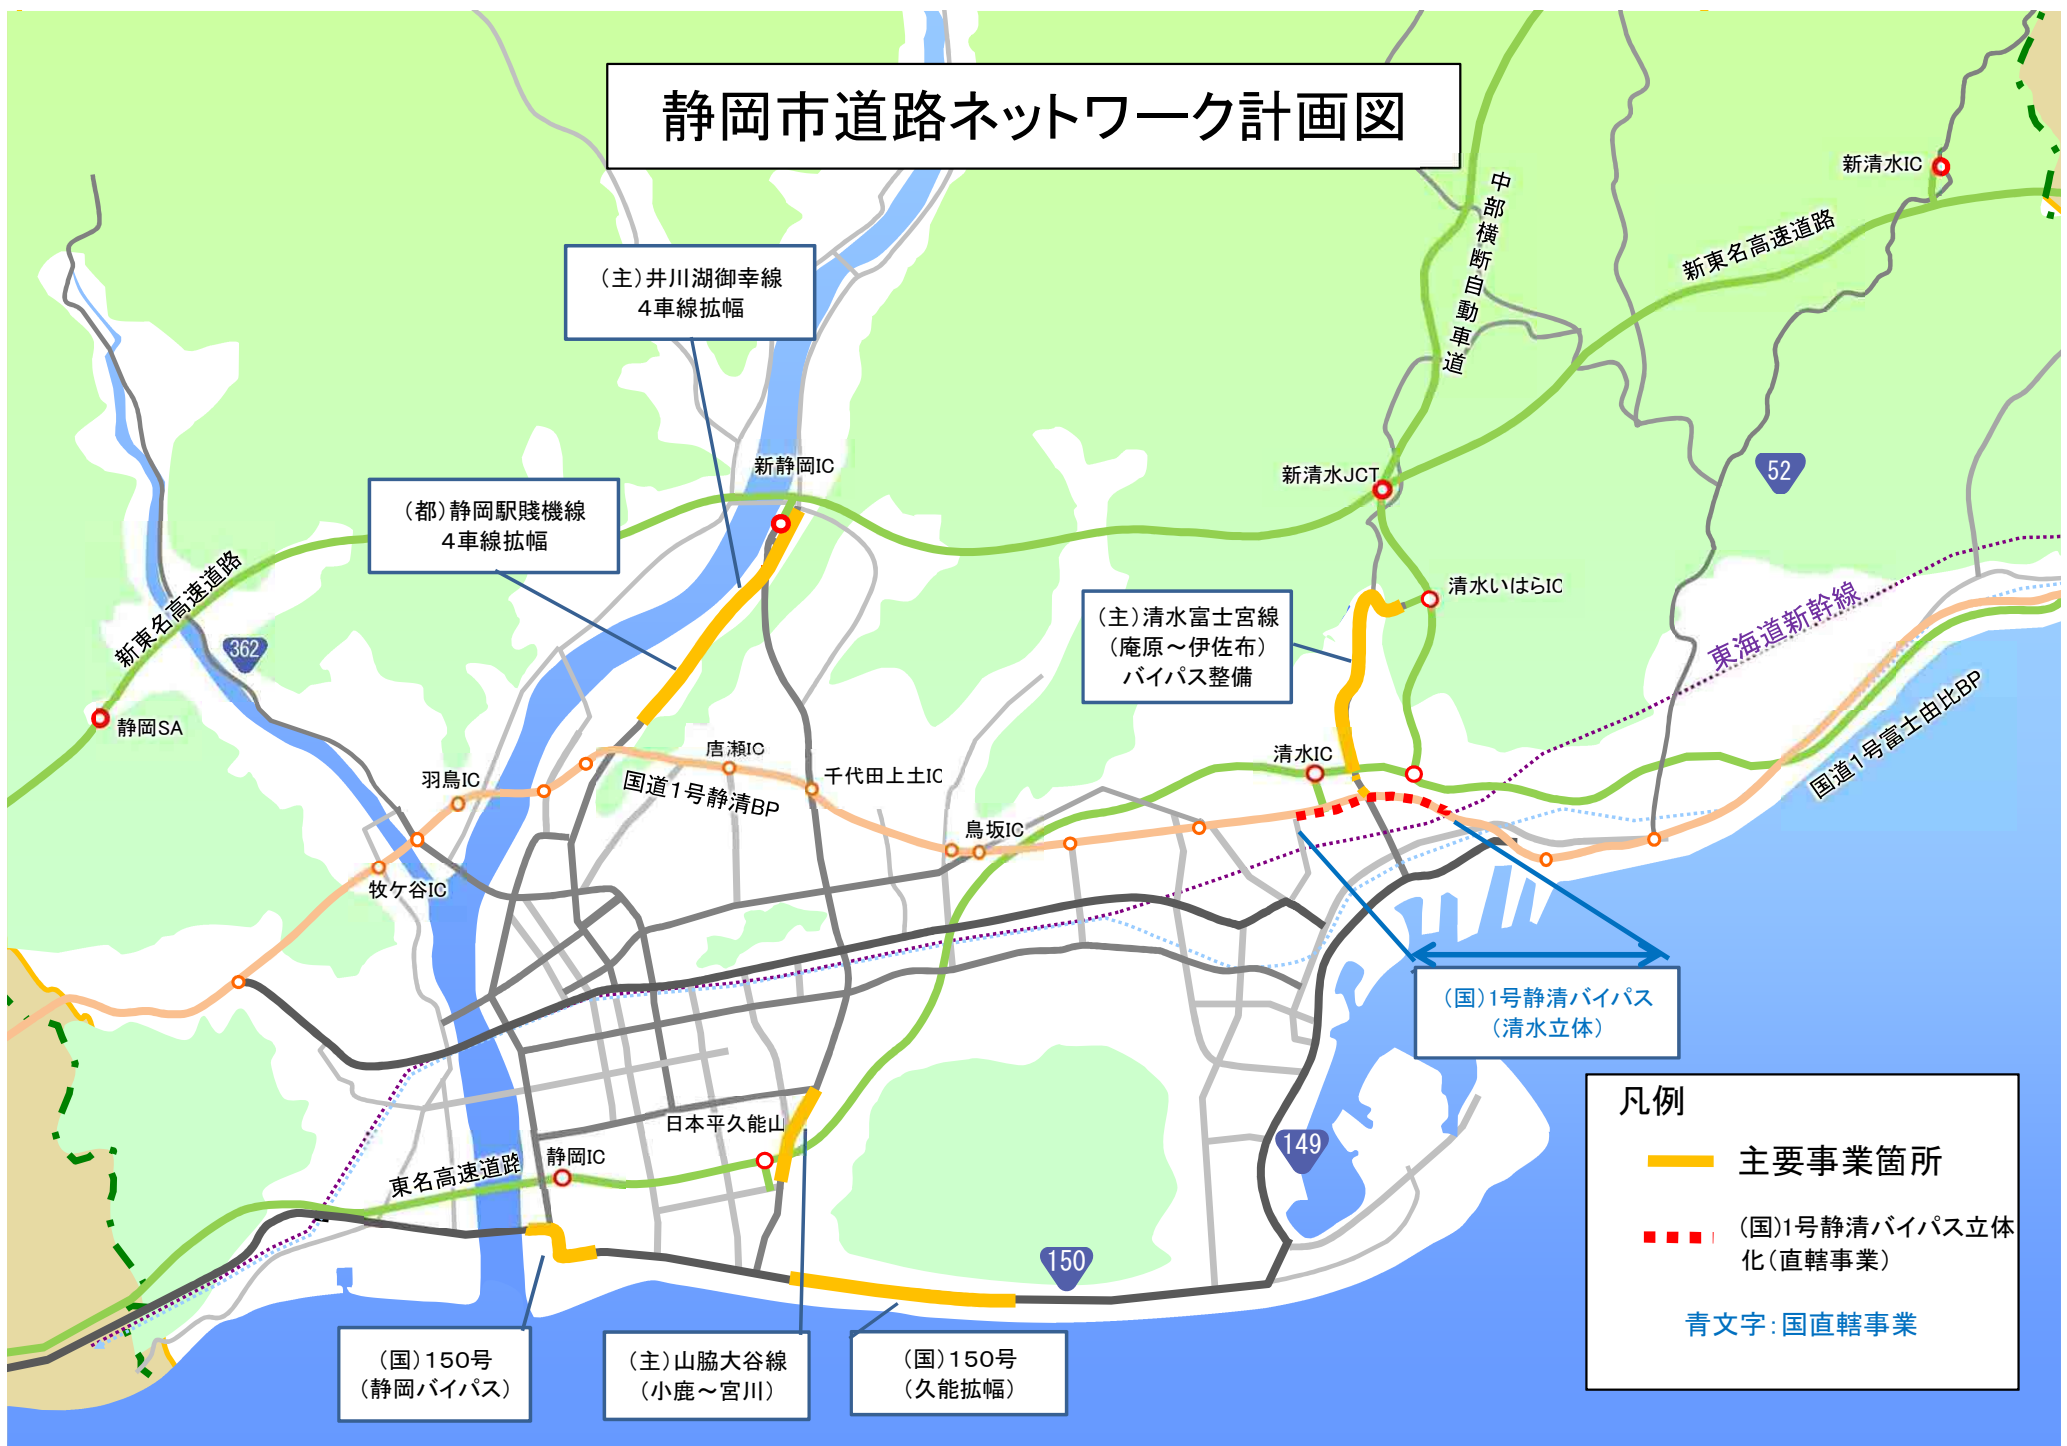 静岡市道路ネットワーク計画図
新清水IC
中部横断自動車道
新東名高速道路
(主)井川湖御幸線
4車線拡幅
新静岡IC
新清水JCT
52
(都)静岡駅賤機線
4車線拡幅
新東名高速道路
362
静岡SA
清水いはらIC
(主)清水富士宮線
(庵原～伊佐布)
バイパス整備
東海道新幹線
国道1号富士由比BP
羽鳥IC
唐瀬IC
千代田上土IC
国道1号静清BP
清水IC
鳥坂IC
牧ケ谷IC
(国)1号静清バイパス
(清水立体)
日本平久能山
静岡IC
東名高速道路
149
150
凡例
主要事業箇所
(国)1号静清バイパス立体
化(直轄事業)
青文字:国直轄事業
(国)150号
(静岡バイパス)
(主)山脇大谷線
(小鹿～宮川)
(国)150号
(久能拡幅)